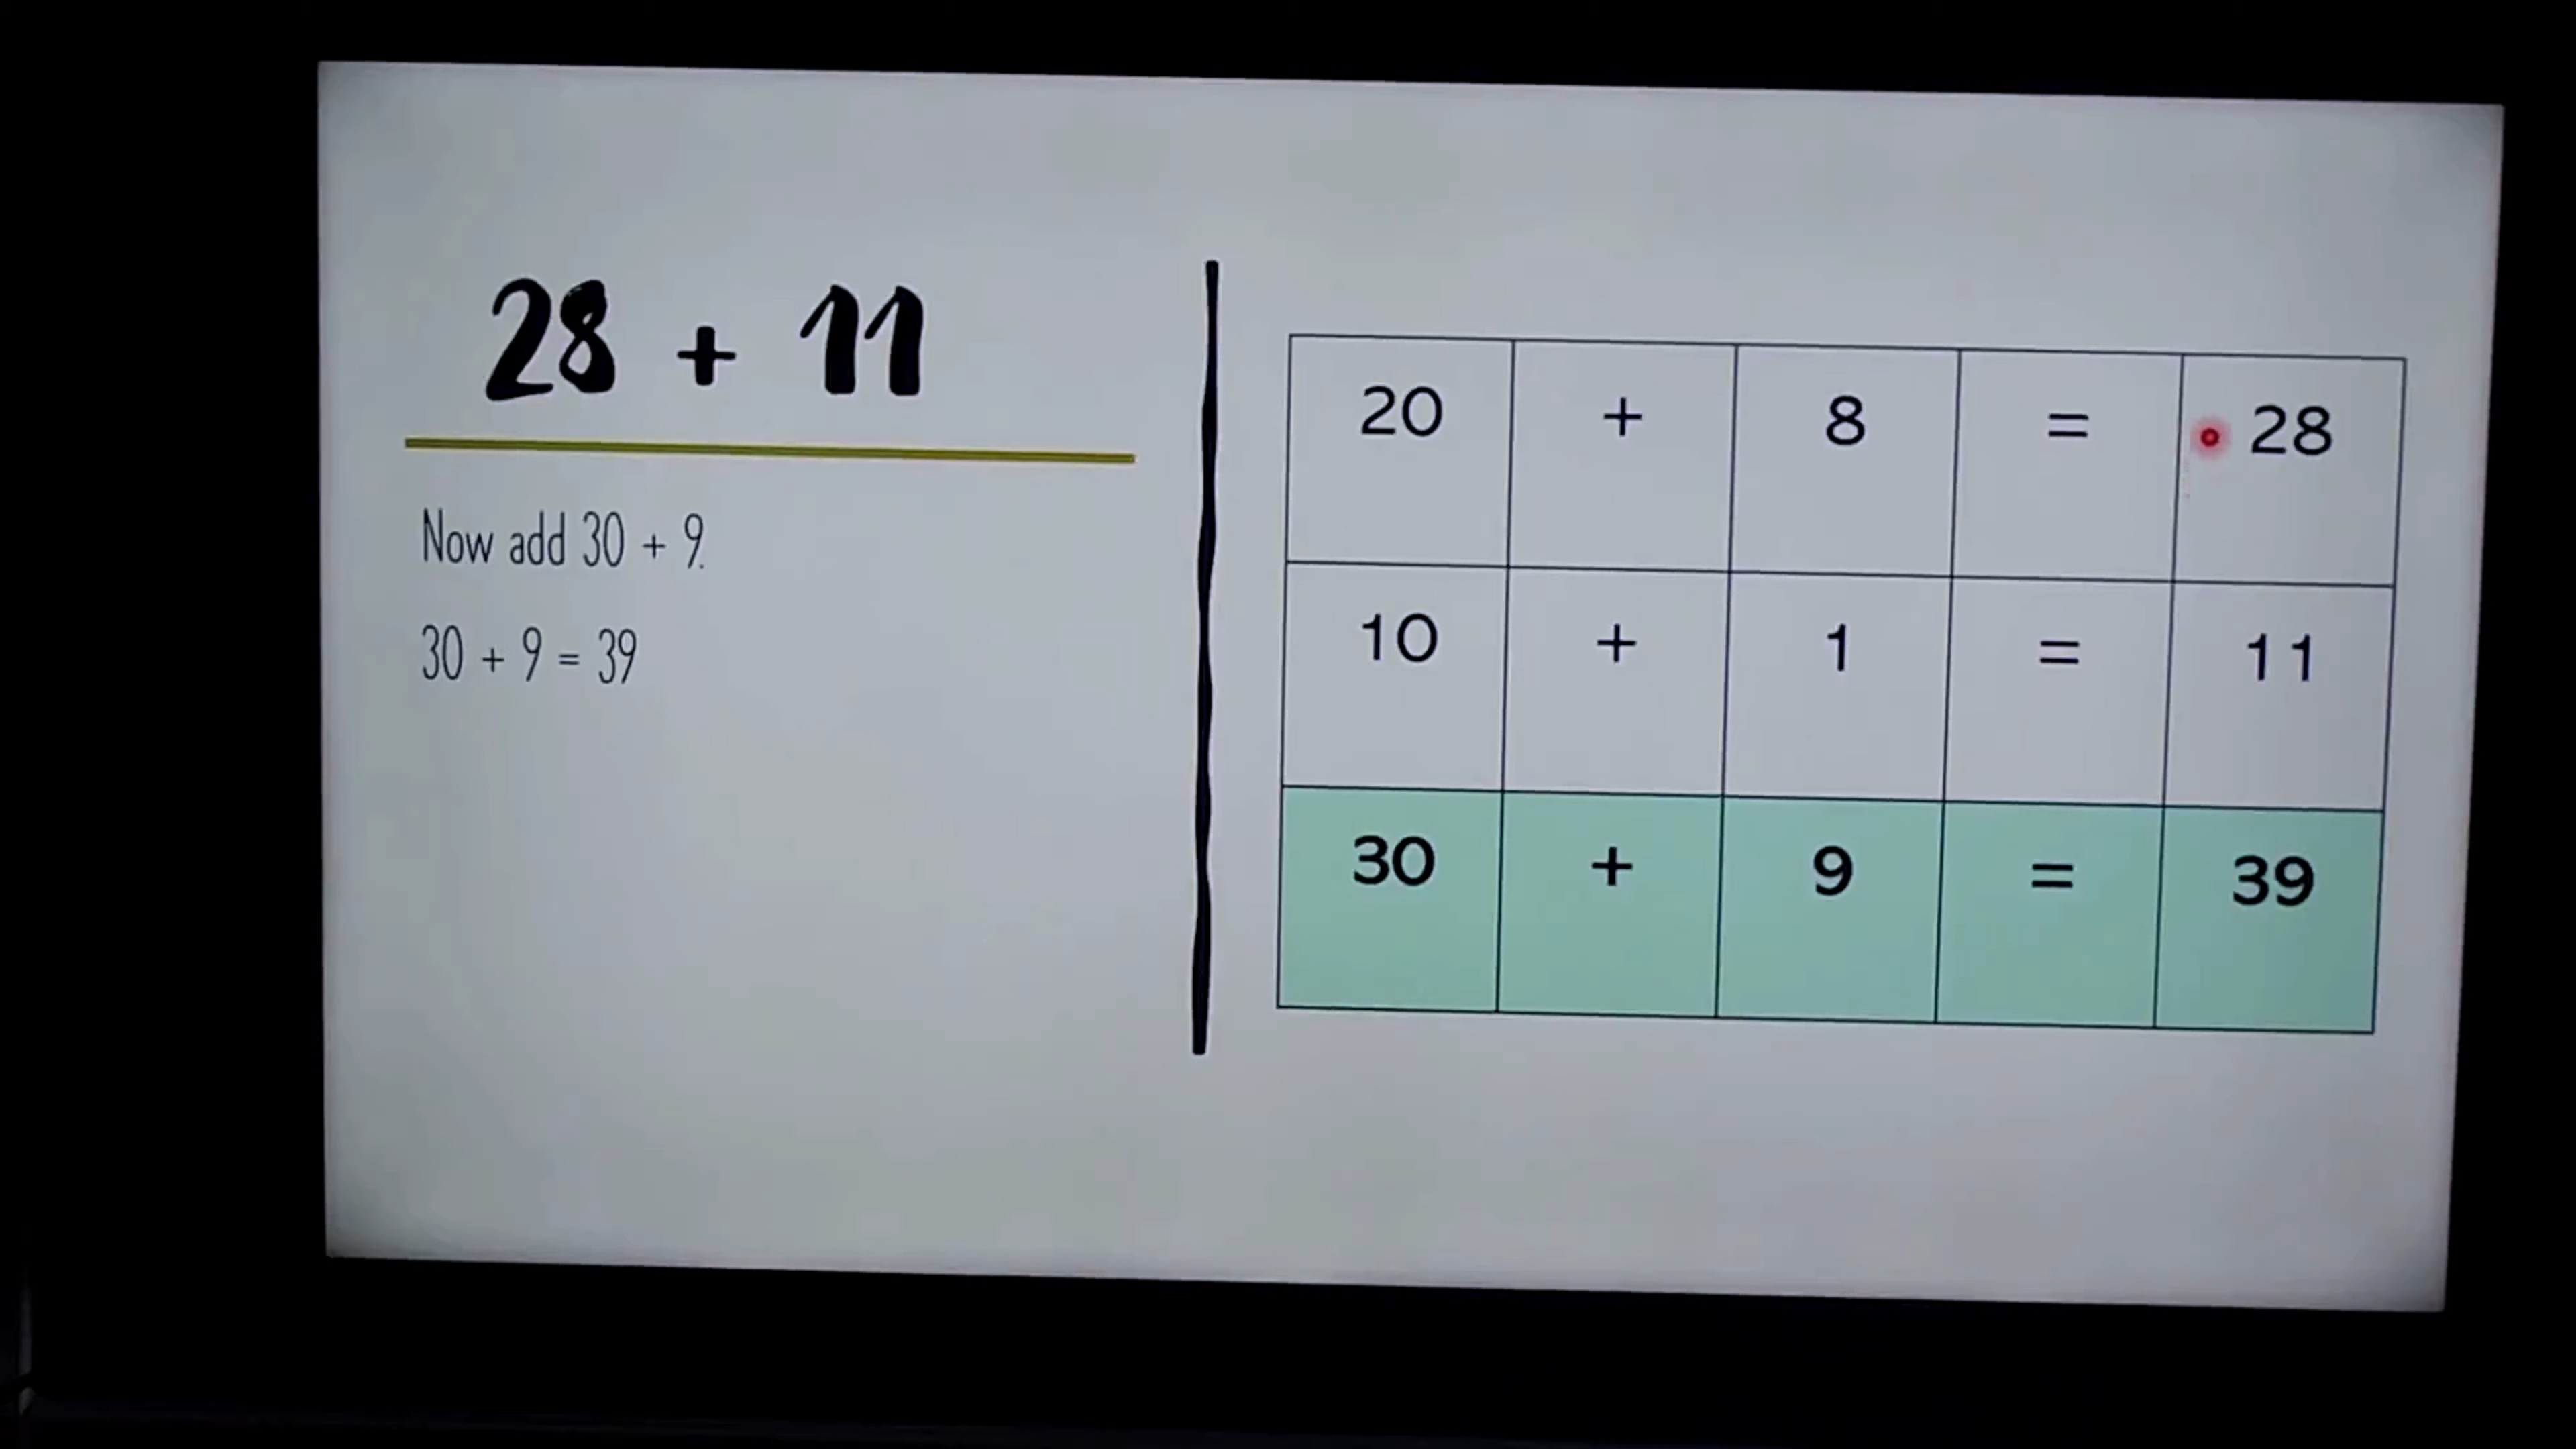 28 + 11
Now add 30 + 9.
30 + 9 = 39
20 + 8 = 28
10 + 1 = 11
30 + 9 = 39